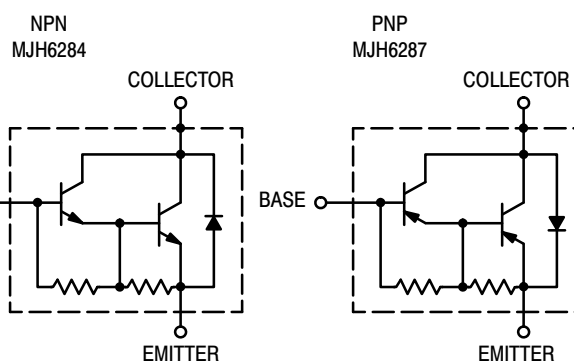 NPN
MJH6284
COLLECTOR
EMITTER
PNP
MJH6287
COLLECTOR
BASE
EMITTER